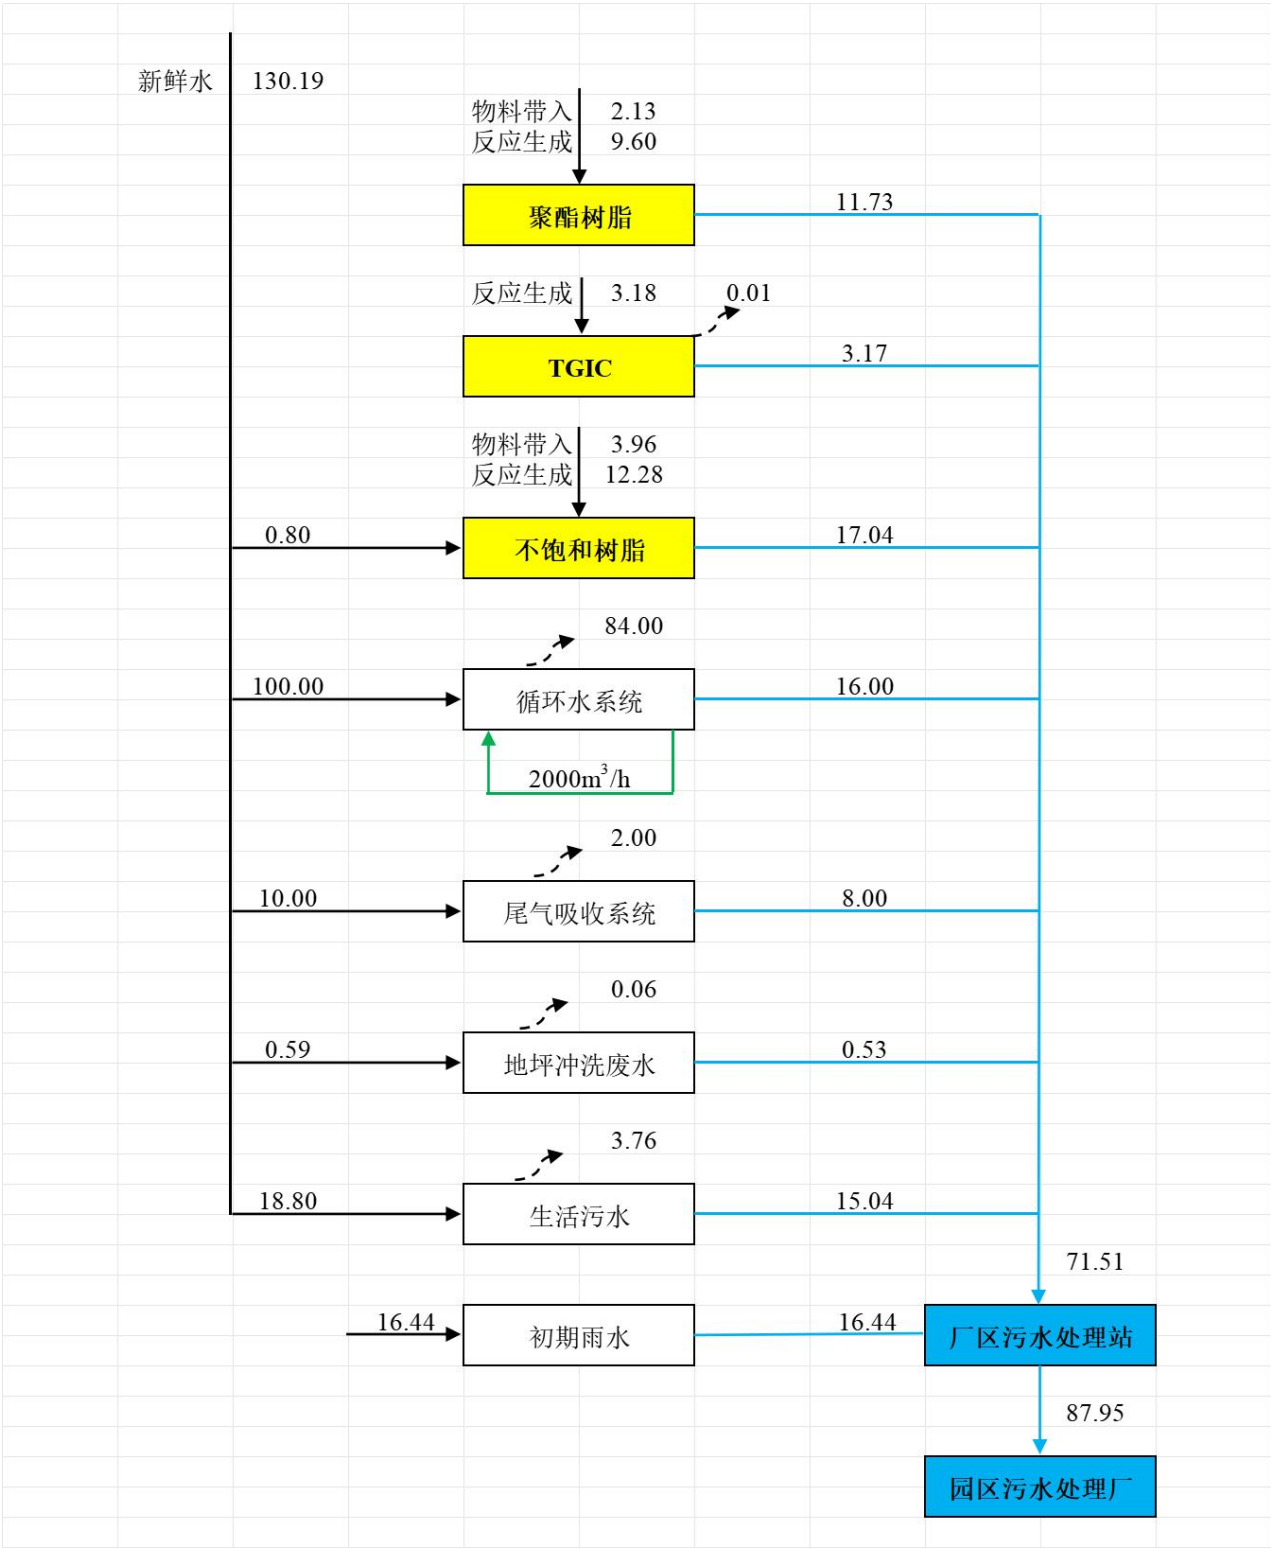 新鲜水 130.19
物料带入 2.13
反应生成 9.60
聚酯树脂 11.73
反应生成 3.18 0.01
TGIC 3.17
物料带入 3.96
反应生成 12.28
0.80 不饱和树脂 17.04
84.00
100.00 循环水系统 16.00
2000m³/h
2.00
10.00 尾气吸收系统 8.00
0.06
0.59 地坪冲洗废水 0.53
3.76
18.80 生活污水 15.04
71.51
16.44 初期雨水 16.44 厂区污水处理站
87.95
园区污水处理厂